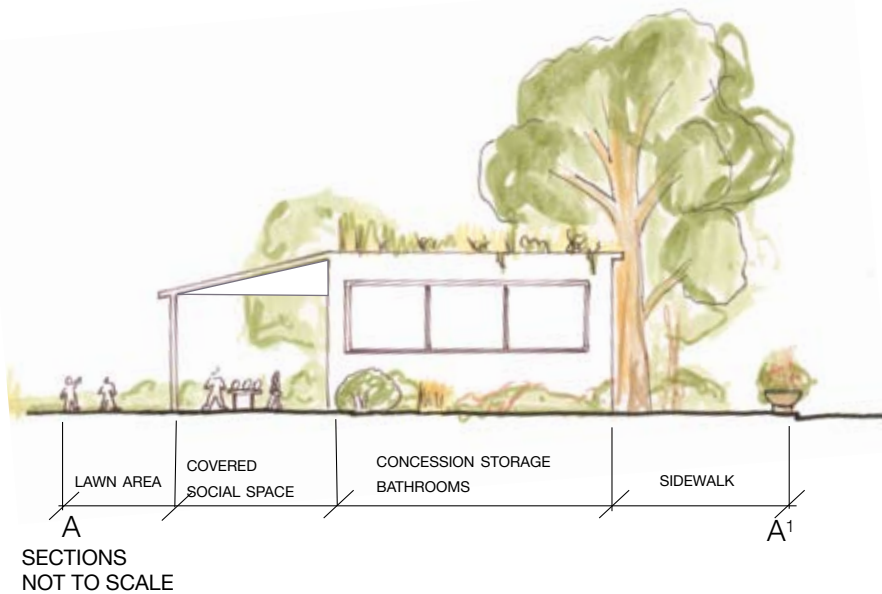 LAWN AREA
COVERED
SOCIAL SPACE
CONCESSION STORAGE
BATHROOMS
SIDEWALK
A
A¹
SECTIONS
NOT TO SCALE